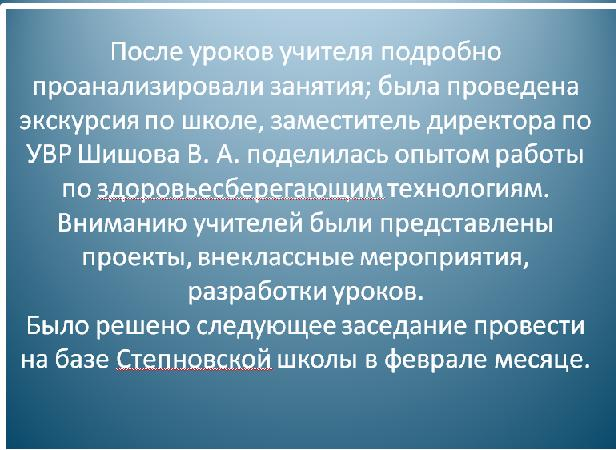 После уроков учителя подробно
проанализировали занятия; была проведена
экскурсия по школе, заместитель директора по
УВР Шишова В. А. поделилась опытом работы
по здоровьесберегающим технологиям.
Вниманию учителей были представлены
проекты, внеклассные мероприятия,
разработки уроков.
Было решено следующее заседание провести
на базе Степновской школы в феврале месяце.